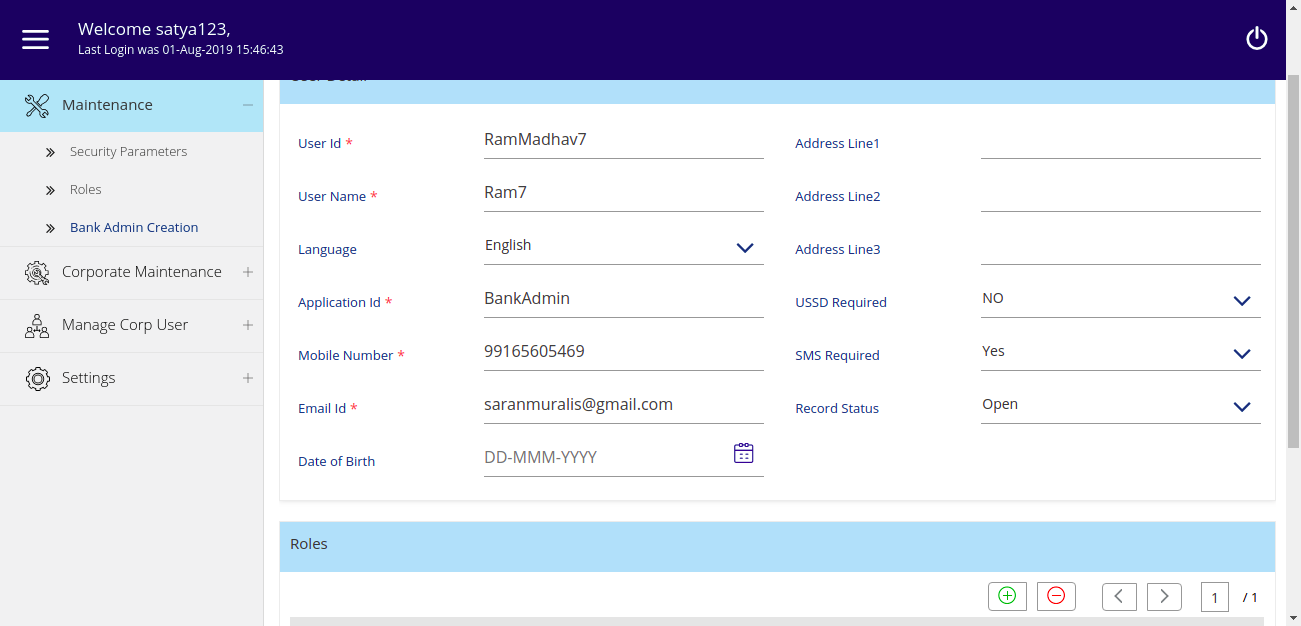 Welcome satya123,
Last Login was 01-Aug-2019 15:46:43
Maintenance
Security Parameters
Roles
Bank Admin Creation
Corporate Maintenance
Manage Corp User
Settings
User Id * RamMadhav7 Address Line1
User Name * Ram7 Address Line2
Language English Address Line3
Application Id * BankAdmin USSD Required NO
Mobile Number * 99165605469 SMS Required Yes
Email Id * saranmuralis@gmail.com Record Status Open
Date of Birth DD-MMM-YYYY
Roles
1 / 1